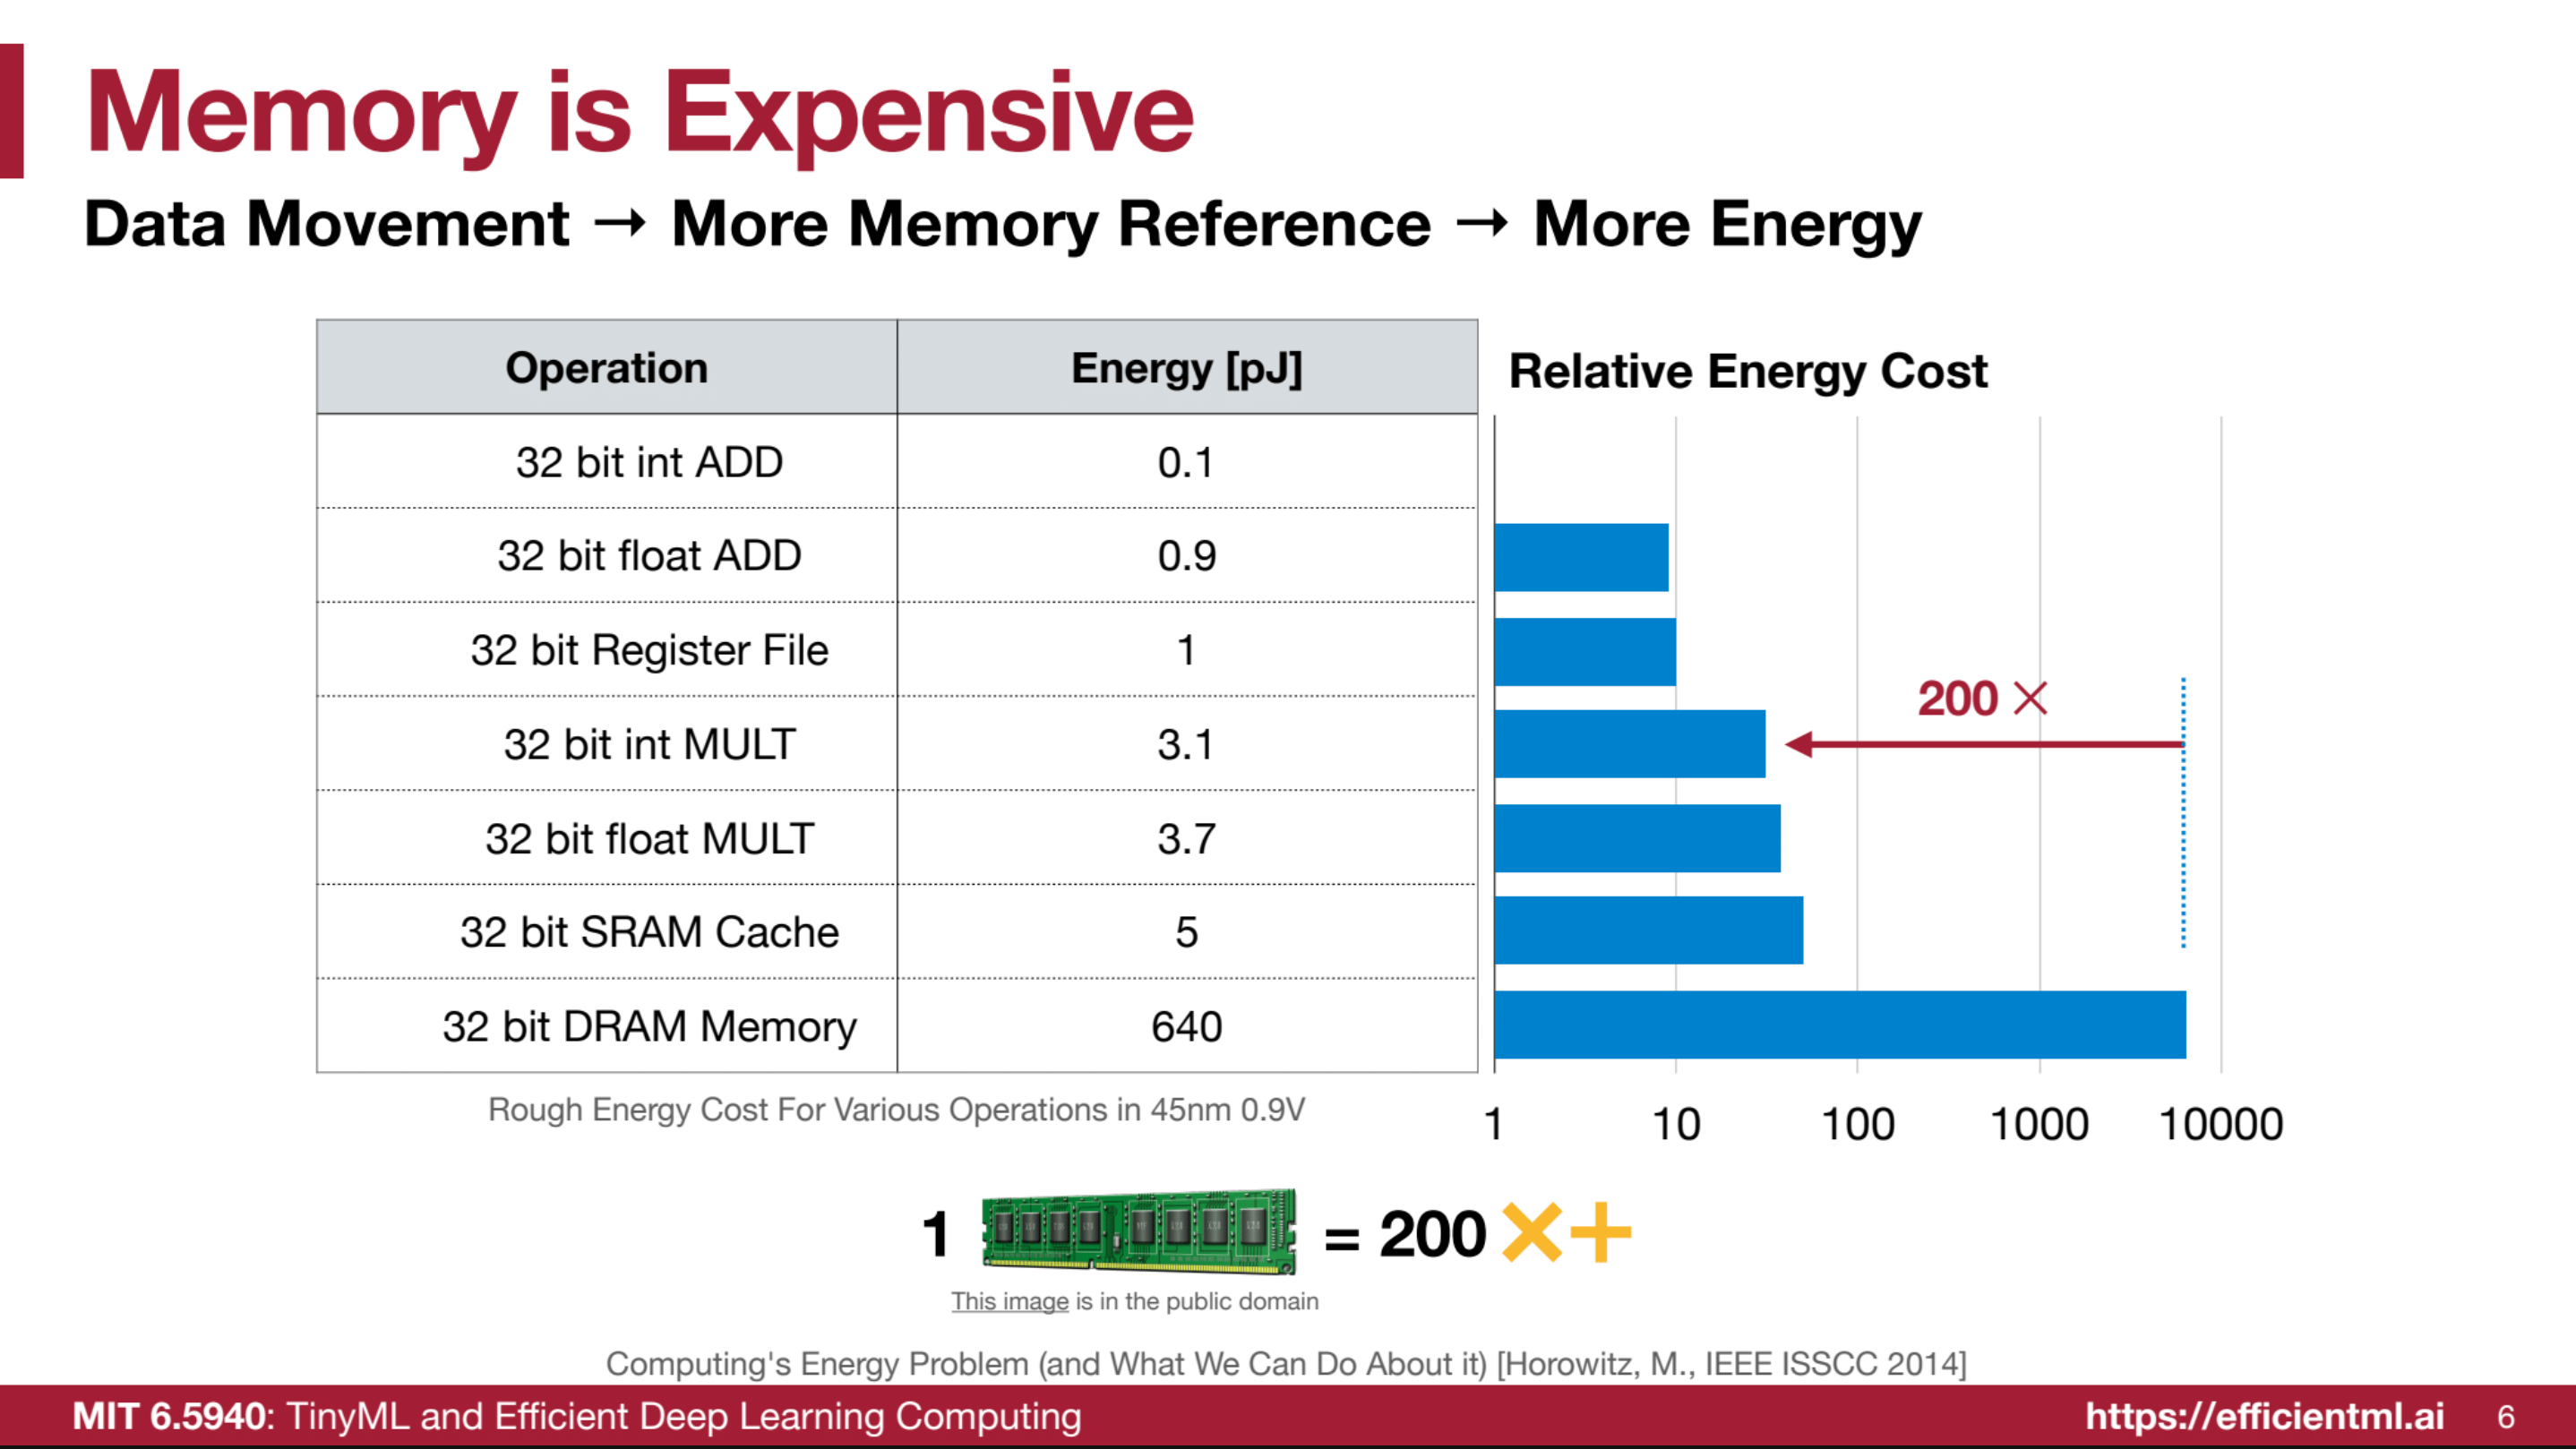 Memory is Expensive
Data Movement → More Memory Reference → More Energy
Operation Energy [pJ] Relative Energy Cost
32 bit int ADD 0.1
32 bit float ADD 0.9
32 bit Register File 1
200 ×
32 bit int MULT 3.1
32 bit float MULT 3.7
32 bit SRAM Cache 5
32 bit DRAM Memory 640
Rough Energy Cost For Various Operations in 45nm 0.9V
1 10 100 1000 10000
1 = 200 ×+
This image is in the public domain
Computing's Energy Problem (and What We Can Do About it) [Horowitz, M., IEEE ISSCC 2014]
MIT 6.5940: TinyML and Efficient Deep Learning Computing https://efficientml.ai 6